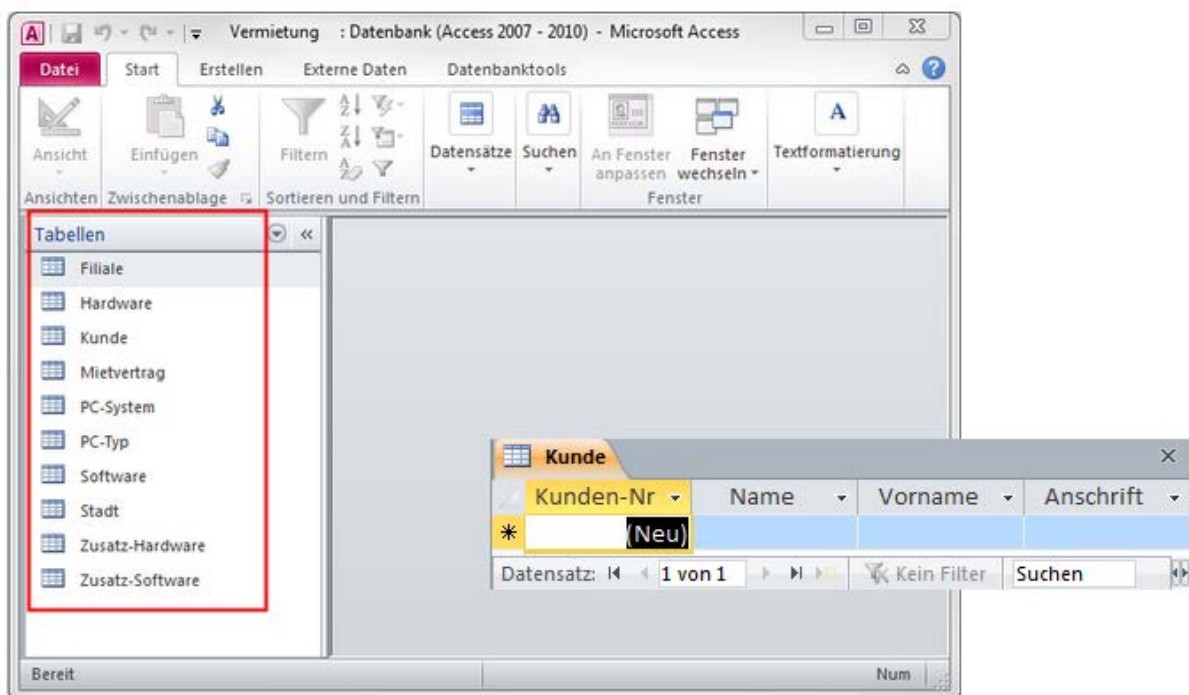 A Vermietung : Datenbank (Access 2007 - 2010) - Microsoft Access
Datei Start Erstellen Externe Daten Datenbanktools
Ansicht Einfügen Filtern Datensätze Suchen An Fenster anpassen Fenster wechseln Textformatierung
Ansichten Zwischenablage Sortieren und Filtern Fenster
Tabellen
Filiale
Hardware
Kunde
Mietvertrag
PC-System
PC-Typ
Software
Stadt
Zusatz-Hardware
Zusatz-Software
Kunde
Kunden-Nr Name Vorname Anschrift
(Neu)
Datensatz: 1 von 1 Kein Filter Suchen
Bereit Num